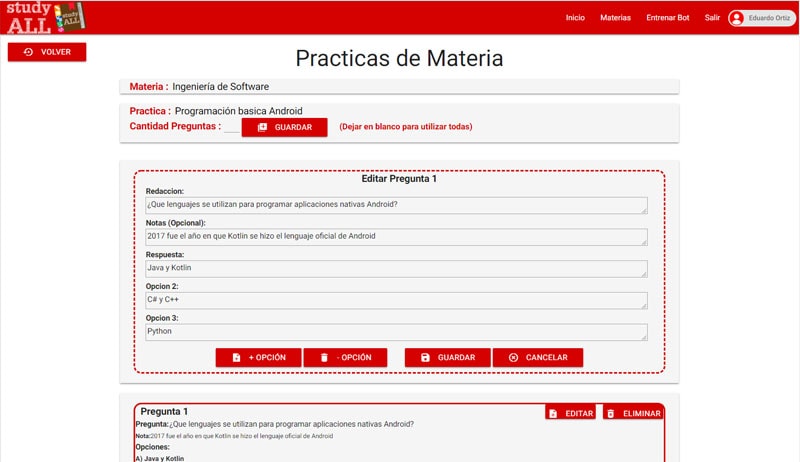 study
ALL
Inicio Materias Entrenar Bot Salir Eduardo Ortiz
VOLVER
Practicas de Materia
Materia : Ingeniería de Software
Practica : Programación basica Android
Cantidad Preguntas : GUARDAR (Dejar en blanco para utilizar todas)
Editar Pregunta 1
Redaccion:
¿Que lenguajes se utilizan para programar aplicaciones nativas Android?
Notas (Opcional):
2017 fue el año en que Kotlin se hizo el lenguaje oficial de Android
Respuesta:
Java y Kotlin
Opcion 2:
C# y C++
Opcion 3:
Python
+ OPCIÓN - OPCIÓN GUARDAR CANCELAR
Pregunta 1 EDITAR ELIMINAR
Pregunta:¿Que lenguajes se utilizan para programar aplicaciones nativas Android?
Nota:2017 fue el año en que Kotlin se hizo el lenguaje oficial de Android
Opciones:
A) Java y Kotlin